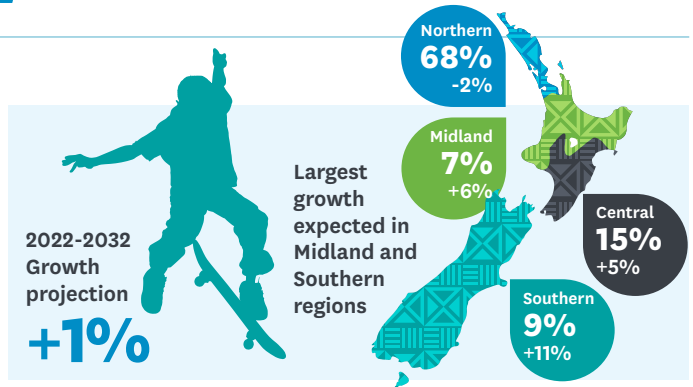 Northern
68%
-2%
Midland
7%
+6%
Largest
growth
expected in
Midland and
Southern
regions
Central
15%
+5%
2022-2032
Growth
projection
+1%
Southern
9%
+11%